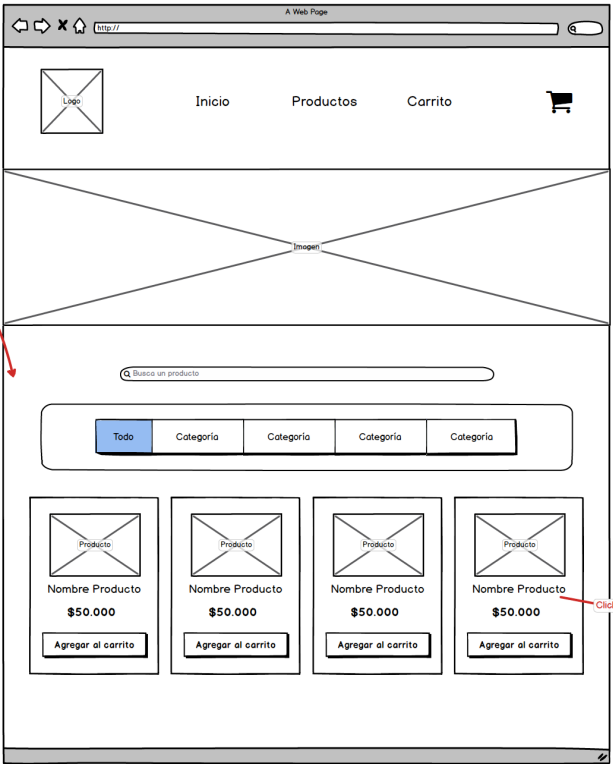 A Web Page
http://
Logo
Inicio Productos Carrito
Imagen
Busca un producto
Todo Categoría Categoría Categoría Categoría
Producto Producto Producto Producto
Nombre Producto Nombre Producto Nombre Producto Nombre Producto
$50.000 $50.000 $50.000 $50.000
Clic
Agregar al carrito Agregar al carrito Agregar al carrito Agregar al carrito